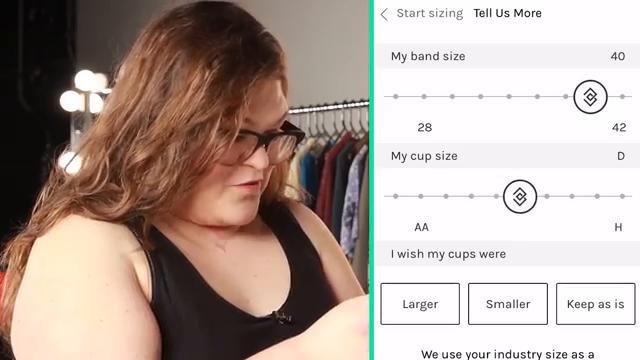 Start sizing Tell Us More
My band size 40
28 42
My cup size D
AA H
I wish my cups were
Larger Smaller Keep as is
We use your industry size as a